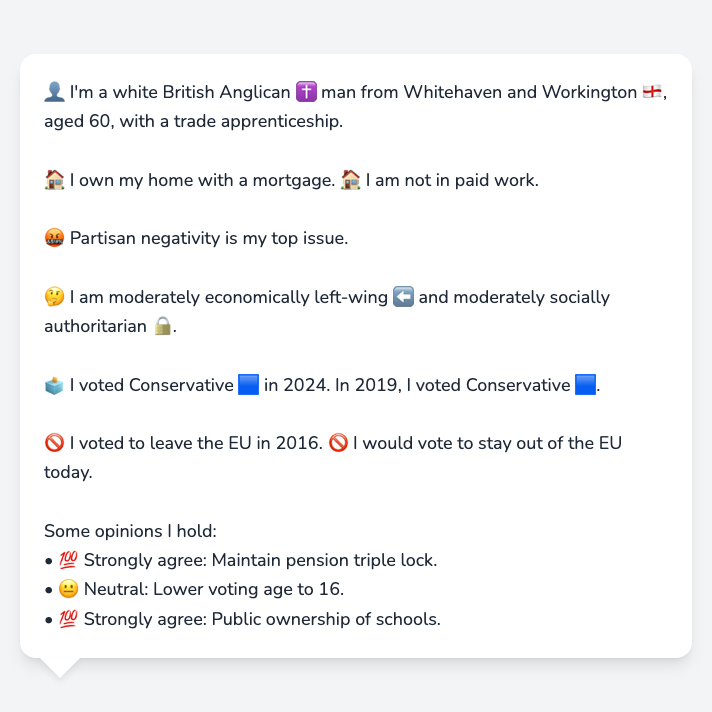 👤 I'm a white British Anglican ✝️ man from Whitehaven and Workington 🏴󠁧󠁢󠁥󠁮󠁧󠁿,
aged 60, with a trade apprenticeship.
🏠 I own my home with a mortgage. 🏠 I am not in paid work.
🤬 Partisan negativity is my top issue.
🤔 I am moderately economically left-wing ⬅️ and moderately socially
authoritarian 🔒.
🗳️ I voted Conservative 🟦 in 2024. In 2019, I voted Conservative 🟦.
🚫 I voted to leave the EU in 2016. 🚫 I would vote to stay out of the EU
today.
Some opinions I hold:
• 💯 Strongly agree: Maintain pension triple lock.
• 😐 Neutral: Lower voting age to 16.
• 💯 Strongly agree: Public ownership of schools.